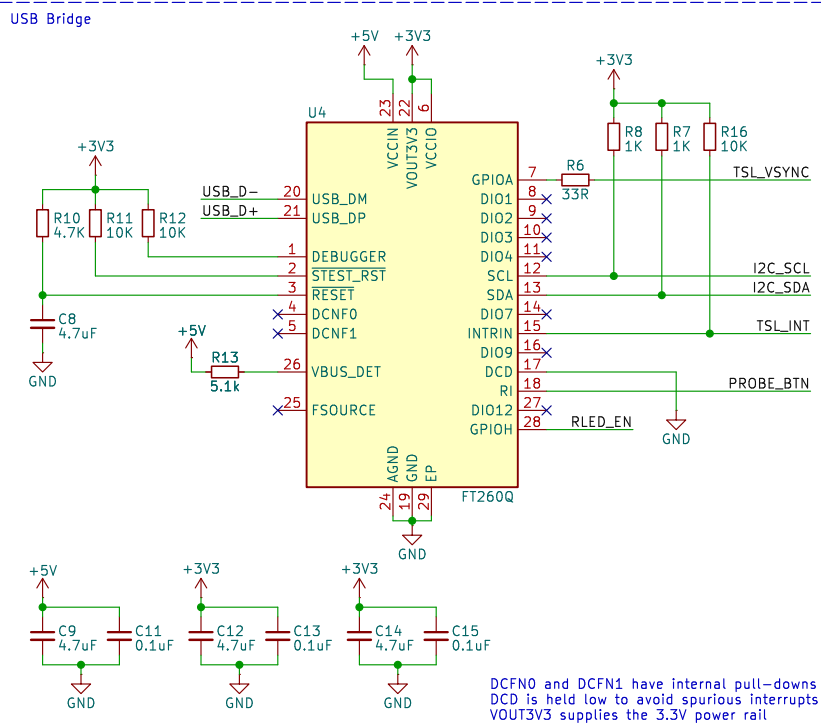 USB Bridge
+5V
+3V3
+3V3
+3V3
U4
23
22
6
VCCIN
VOUT3V3
VCCIO
R8
1K
R7
1K
R16
10K
R10
4.7K
R11
10K
R12
10K
USB_D-
20
USB_DM
USB_D+
21
USB_DP
1
DEBUGGER
2
STEST_RST
3
RESET
4
DCNF0
5
DCNF1
26
VBUS_DET
25
FSOURCE
C8
4.7uF
GND
+5V
R13
5.1k
GPIOA
7
R6
33R
TSL_VSYNC
DIO1
8
DIO2
9
DIO3
10
DIO4
11
SCL
12
I2C_SCL
SDA
13
I2C_SDA
DIO7
14
INTRIN
15
TSL_INT
DIO9
16
DCD
17
RI
18
PROBE_BTN
DIO12
27
GPIOH
28
RLED_EN
GND
AGND
GND
EP
24
19
29
FT260Q
GND
+5V
C9
4.7uF
C11
0.1uF
GND
+3V3
C12
4.7uF
C13
0.1uF
GND
+3V3
C14
4.7uF
C15
0.1uF
GND
DCFN0 and DCFN1 have internal pull-downs
DCD is held low to avoid spurious interrupts
VOUT3V3 supplies the 3.3V power rail